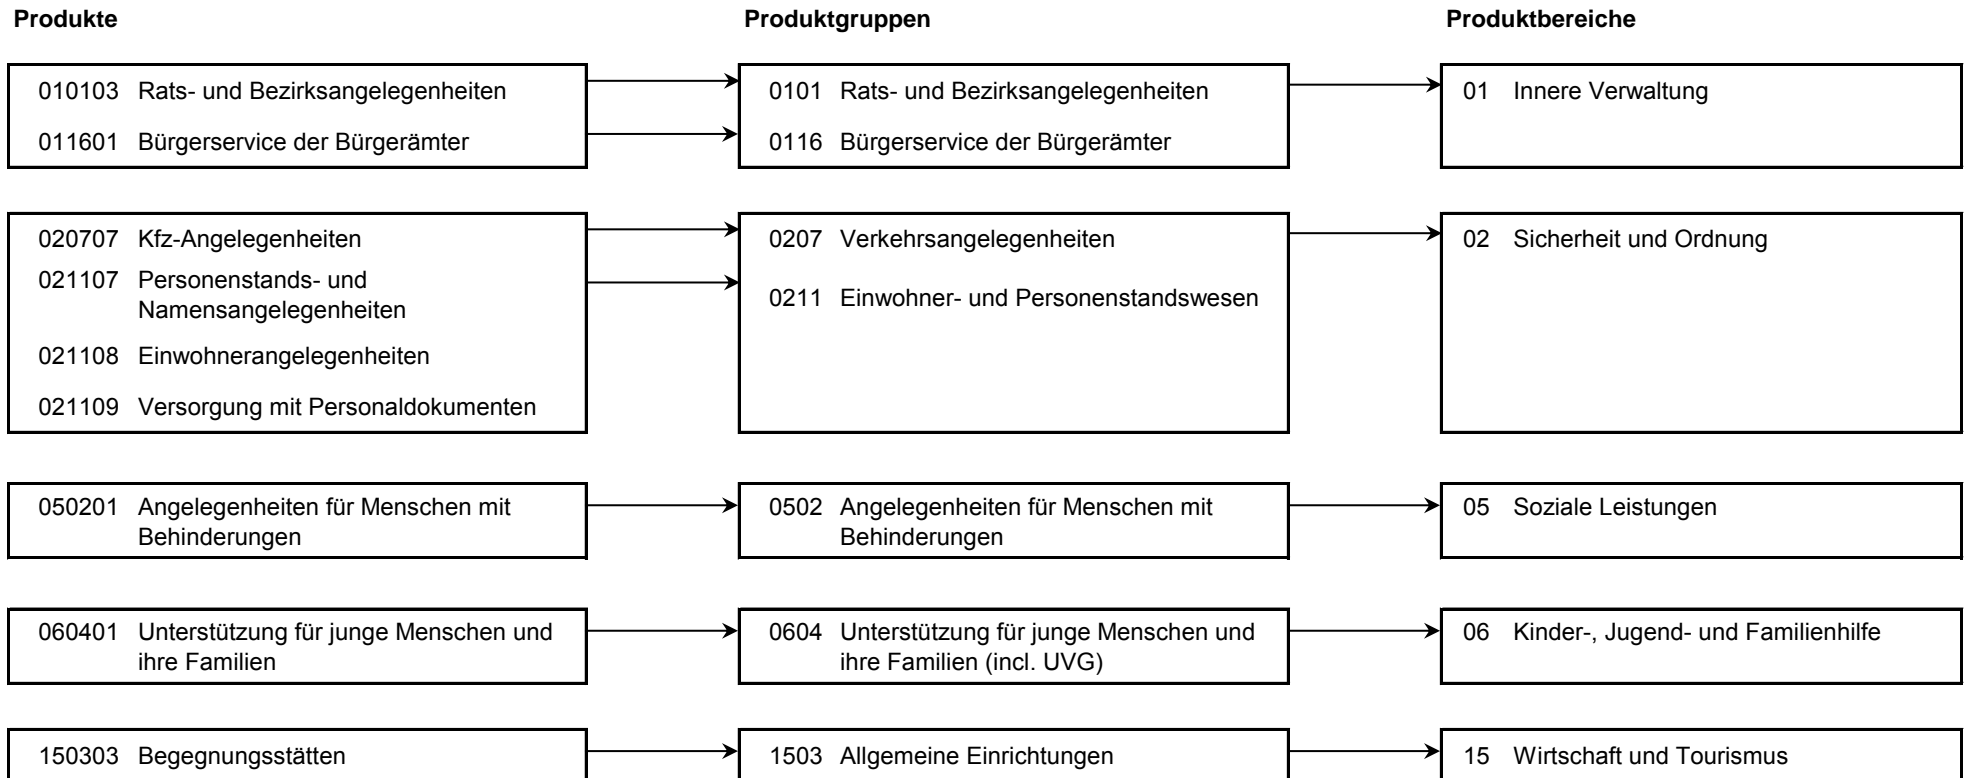 Produkte Produktgruppen Produktbereiche
010103 Rats- und Bezirksangelegenheiten 0101 Rats- und Bezirksangelegenheiten 01 Innere Verwaltung
011601 Bürgerservice der Bürgerämter 0116 Bürgerservice der Bürgerämter
020707 Kfz-Angelegenheiten 0207 Verkehrsangelegenheiten 02 Sicherheit und Ordnung
021107 Personenstands- und
Namensangelegenheiten
0211 Einwohner- und Personenstandswesen
021108 Einwohnerangelegenheiten
021109 Versorgung mit Personaldokumenten
050201 Angelegenheiten für Menschen mit 0502 Angelegenheiten für Menschen mit 05 Soziale Leistungen
Behinderungen Behinderungen
060401 Unterstützung für junge Menschen und 0604 Unterstützung für junge Menschen und 06 Kinder-, Jugend- und Familienhilfe
ihre Familien ihre Familien (incl. UVG)
150303 Begegnungsstätten 1503 Allgemeine Einrichtungen 15 Wirtschaft und Tourismus